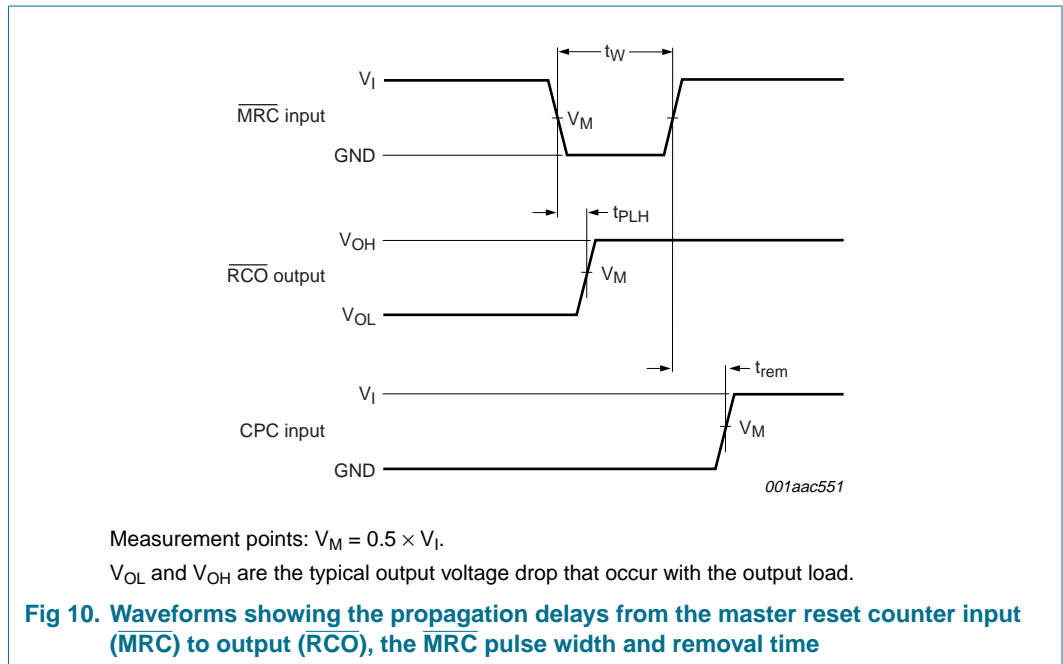 tW
VI
MRC input
VM
GND
tPLH
VOH
RCO output
VM
VOL
trem
VI
CPC input
VM
GND
001aac551
Measurement points: VM = 0.5 × VI.
VOL and VOH are the typical output voltage drop that occur with the output load.
Fig 10. Waveforms showing the propagation delays from the master reset counter input
(MRC) to output (RCO), the MRC pulse width and removal time